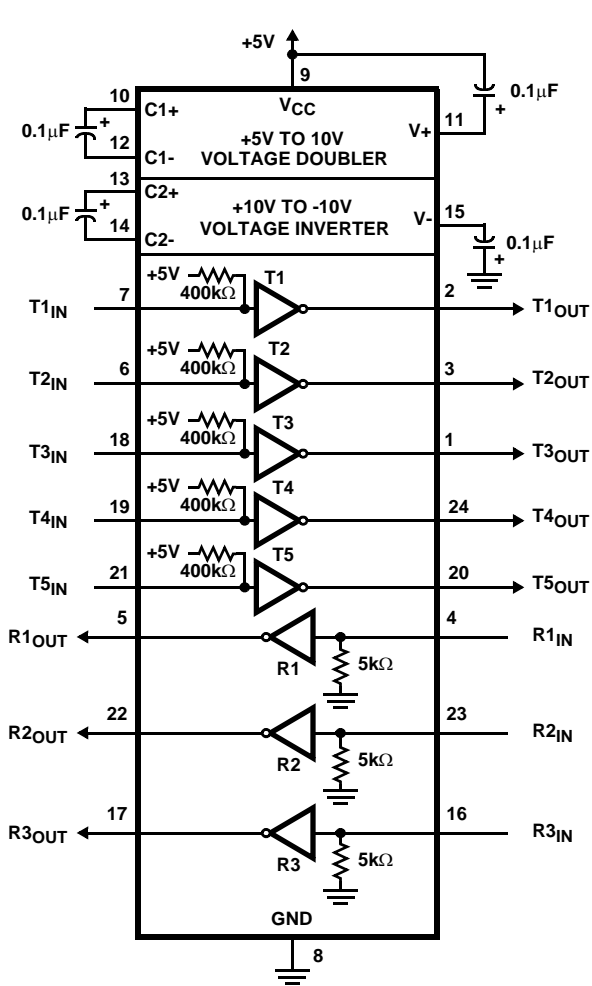 +5V
9
10
C1+
VCC
0.1μF
+
0.1μF
+
12
C1-
+5V TO 10V
VOLTAGE DOUBLER
V+
11
13
C2+
0.1μF
+
14
C2-
+10V TO -10V
VOLTAGE INVERTER
V-
15
0.1μF
+
+5V
400kΩ
T1
T1IN
7
2
T1OUT
+5V
400kΩ
T2
T2IN
6
3
T2OUT
+5V
400kΩ
T3
T3IN
18
1
T3OUT
+5V
400kΩ
T4
T4IN
19
24
T4OUT
+5V
400kΩ
T5
T5IN
21
20
T5OUT
R1OUT
5
4
R1IN
R1
5kΩ
R2OUT
22
23
R2IN
R2
5kΩ
R3OUT
17
16
R3IN
R3
5kΩ
GND
8